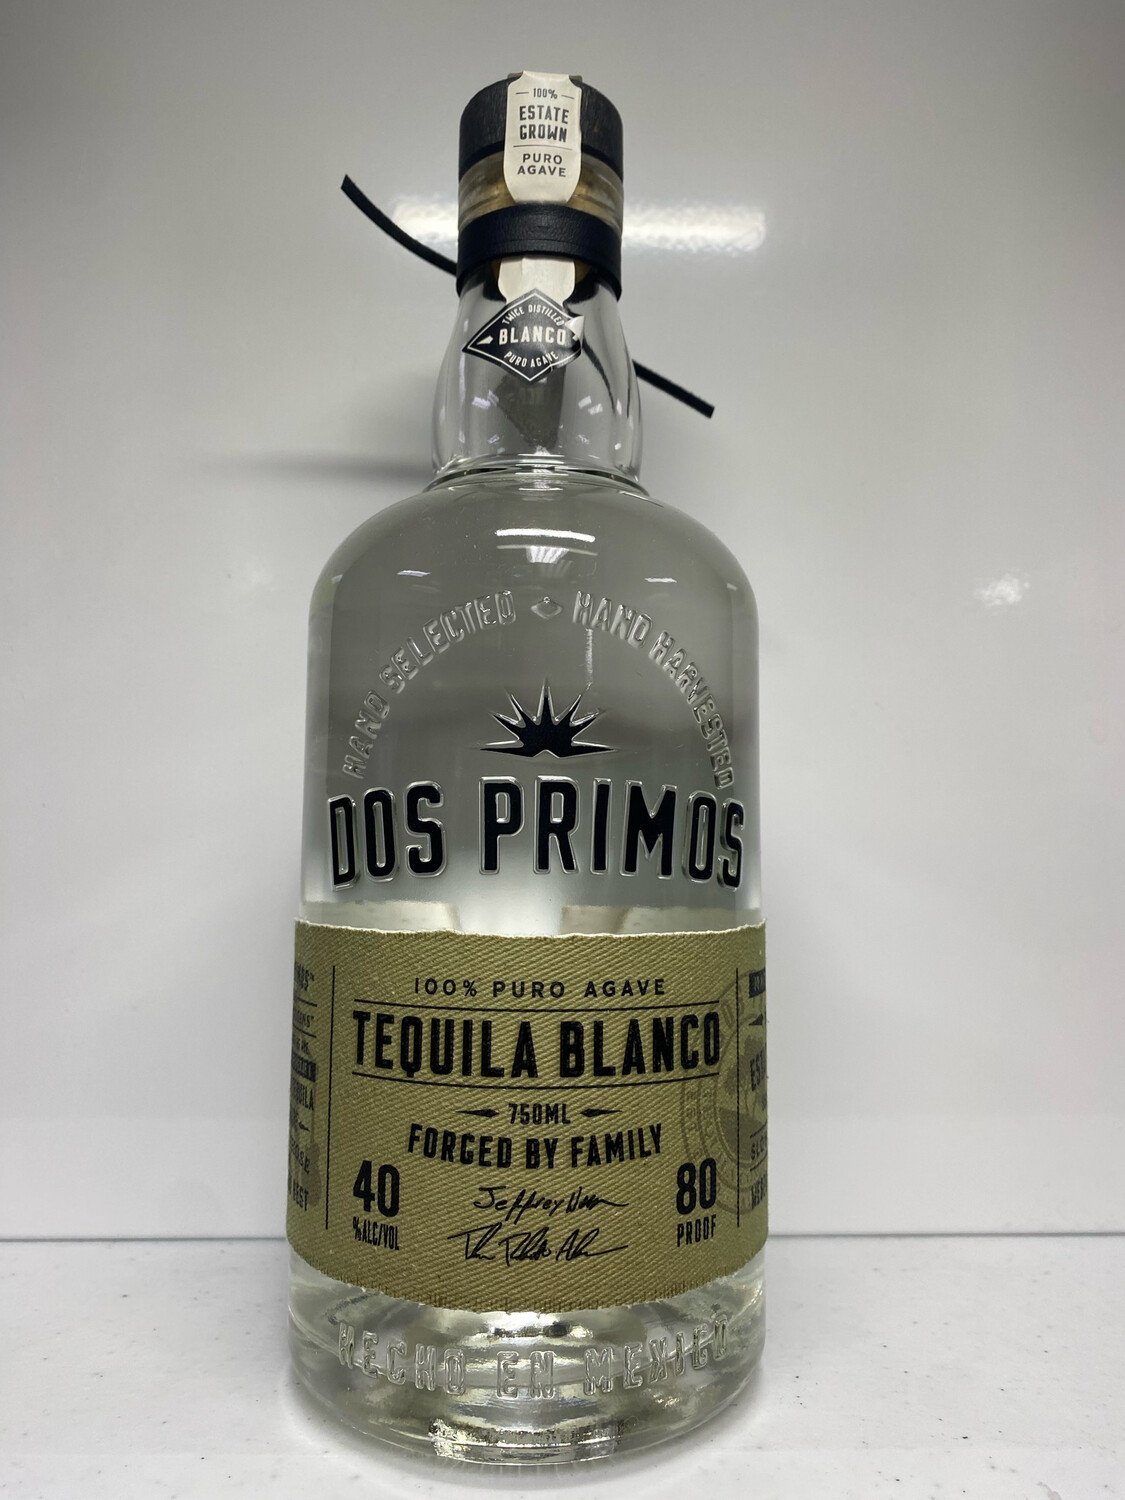 100%
ESTATE
GROWN
PURO
AGAVE
TWICE DISTILLED
BLANCO
PURO AGAVE
HAND SELECTED HAND HARVESTED
DOS PRIMOS
100% PURO AGAVE
TEQUILA BLANCO
750ML
FORGED BY FAMILY
40
%ALC/VOL
80
PROOF
Jeffrey
HECHO EN MEXICO